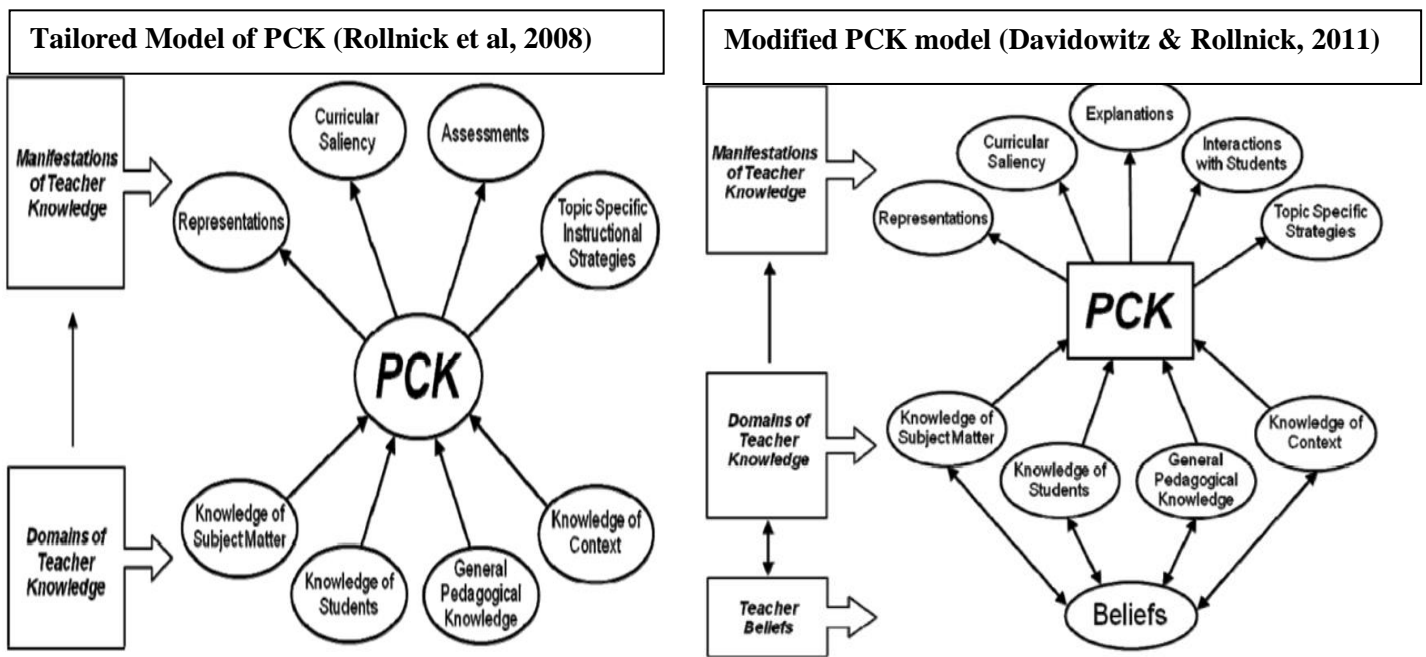 Tailored Model of PCK (Rollnick et al, 2008)
Manifestations
of Teacher
Knowledge
Curricular
Saliency
Assessments
Representations
Topic Specific
Instructional
Strategies
PCK
Domains of
Teacher
Knowledge
Knowledge of
Subject Matter
Knowledge of
Students
General
Pedagogical
Knowledge
Knowledge of
Context
Modified PCK model (Davidowitz & Rollnick, 2011)
Manifestations
of Teacher
Knowledge
Explanations
Curricular
Saliency
Interactions
with Students
Representations
Topic Specific
Strategies
PCK
Domains of
Teacher
Knowledge
Knowledge of
Subject Matter
Knowledge of
Students
General
Pedagogical
Knowledge
Knowledge of
Context
Teacher
Beliefs
Beliefs